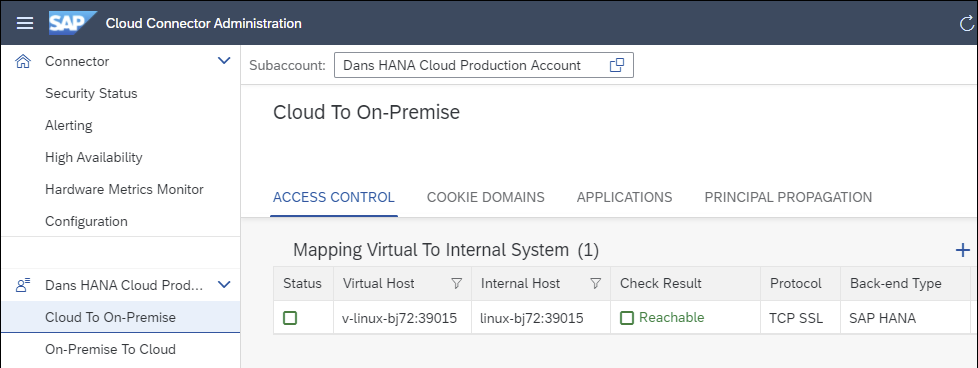 SAP Cloud Connector Administration
Connector
Security Status
Alerting
High Availability
Hardware Metrics Monitor
Configuration
Dans HANA Cloud Prod...
Cloud To On-Premise
On-Premise To Cloud
Subaccount: Dans HANA Cloud Production Account
Cloud To On-Premise
ACCESS CONTROL COOKIE DOMAINS APPLICATIONS PRINCIPAL PROPAGATION
Mapping Virtual To Internal System (1)
Status Virtual Host Internal Host Check Result Protocol Back-end Type
v-linux-bj72:39015 linux-bj72:39015 Reachable TCP SSL SAP HANA